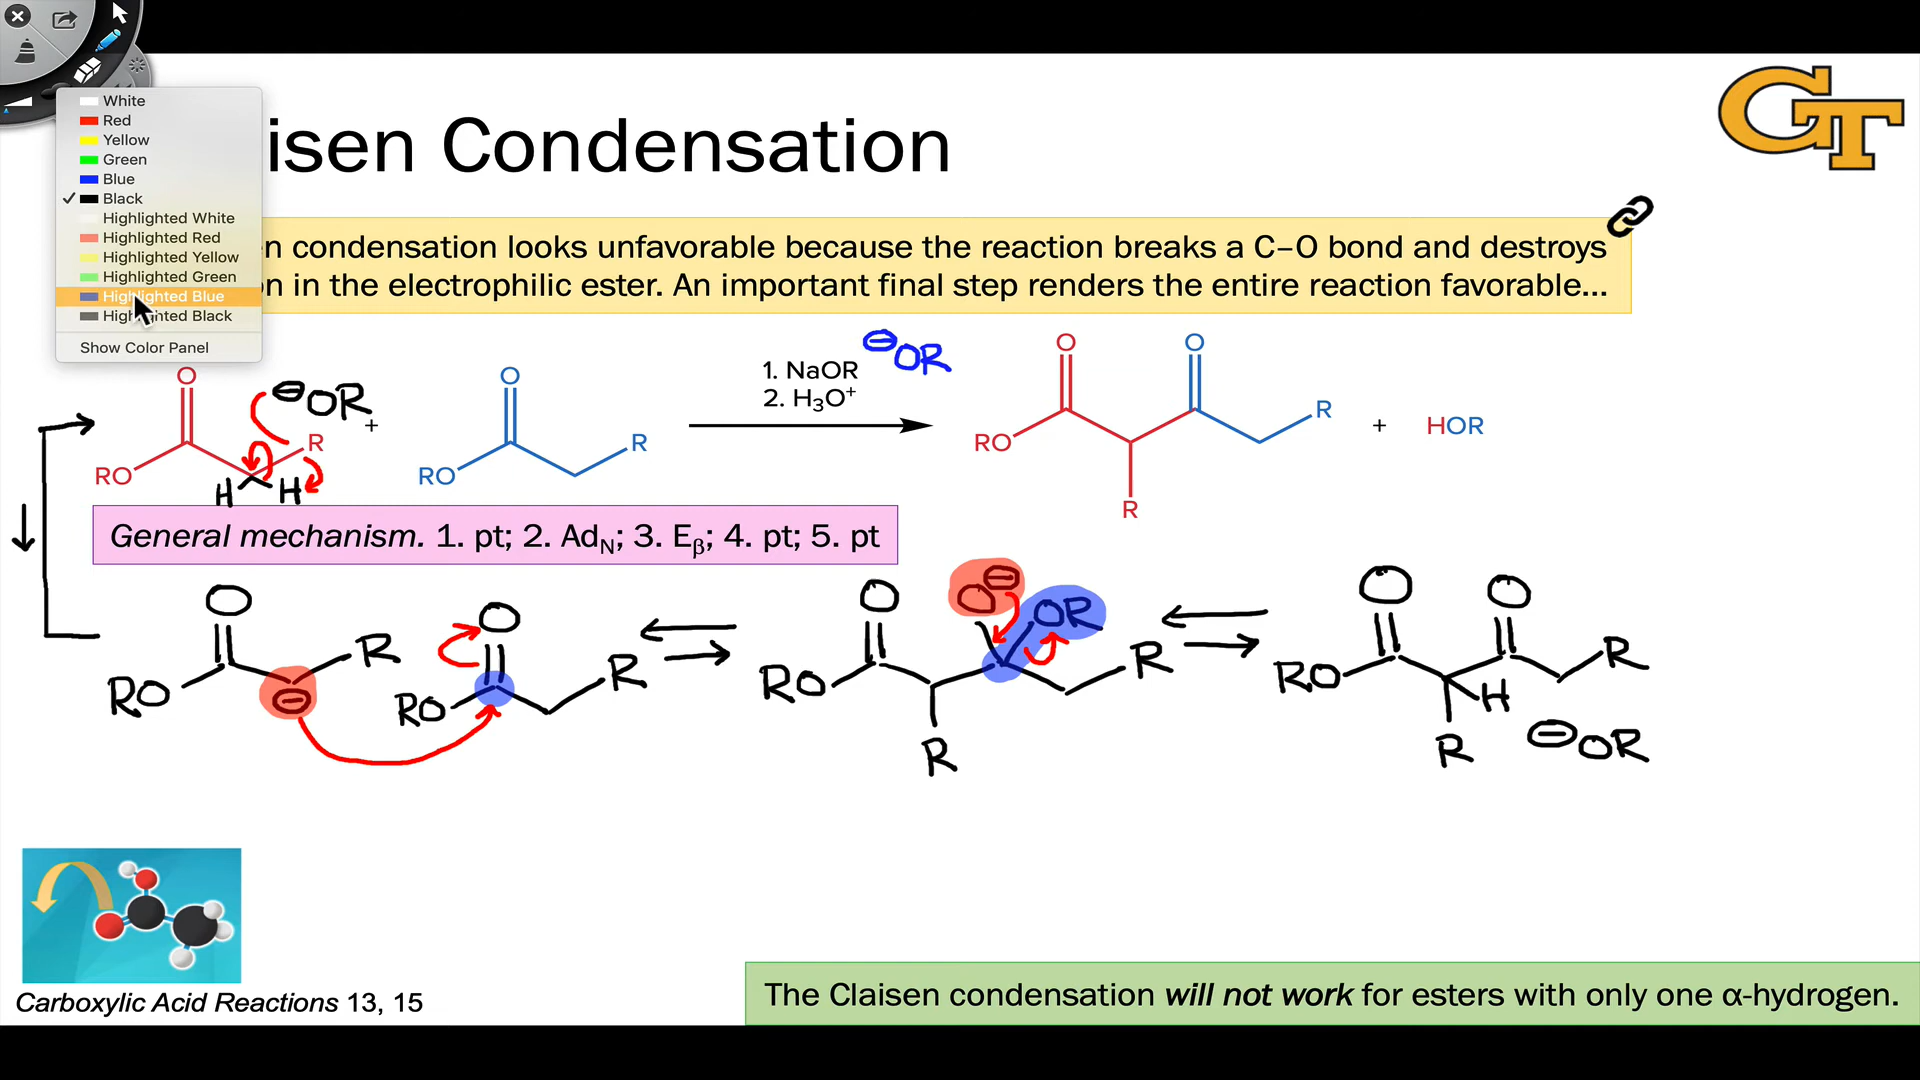 White
Red
Yellow
Green
Blue
✓ Black
Highlighted White
Highlighted Red
Highlighted Yellow
Highlighted Green
Highlighted Blue
Highlighted Black
Show Color Panel
GT
isen Condensation
n condensation looks unfavorable because the reaction breaks a C–O bond and destroys
on in the electrophilic ester. An important final step renders the entire reaction favorable...
O RO R H H ⊖OR
+
O RO R
1. NaOR ⊖OR
2. H₃O⁺
O O RO R R
+ HOR
General mechanism. 1. pt; 2. Ad_N; 3. E_β; 4. pt; 5. pt
O RO ⊖ R
O RO R
O O⊖ OR RO R R
O O RO H R R ⊖OR
Carboxylic Acid Reactions 13, 15
The Claisen condensation will not work for esters with only one α-hydrogen.